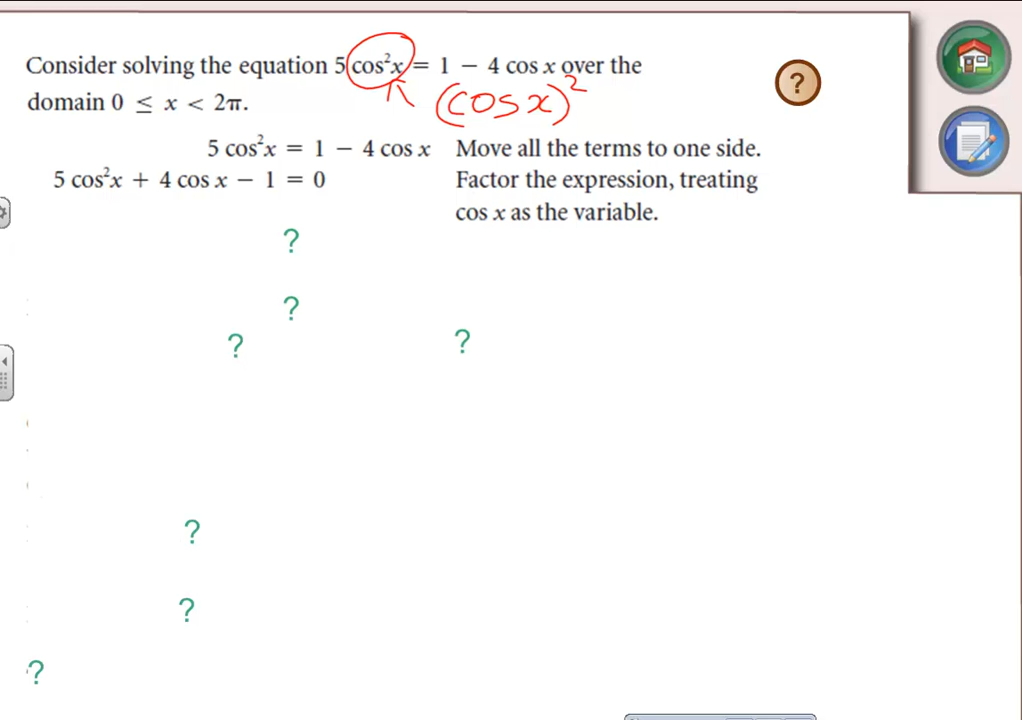 Consider solving the equation 5 cos²x = 1 − 4 cos x over the
domain 0 ≤ x < 2π. (cos x)²
?
5 cos²x = 1 − 4 cos x Move all the terms to one side.
5 cos²x + 4 cos x − 1 = 0 Factor the expression, treating
cos x as the variable.
?
?
? ?
?
?
?